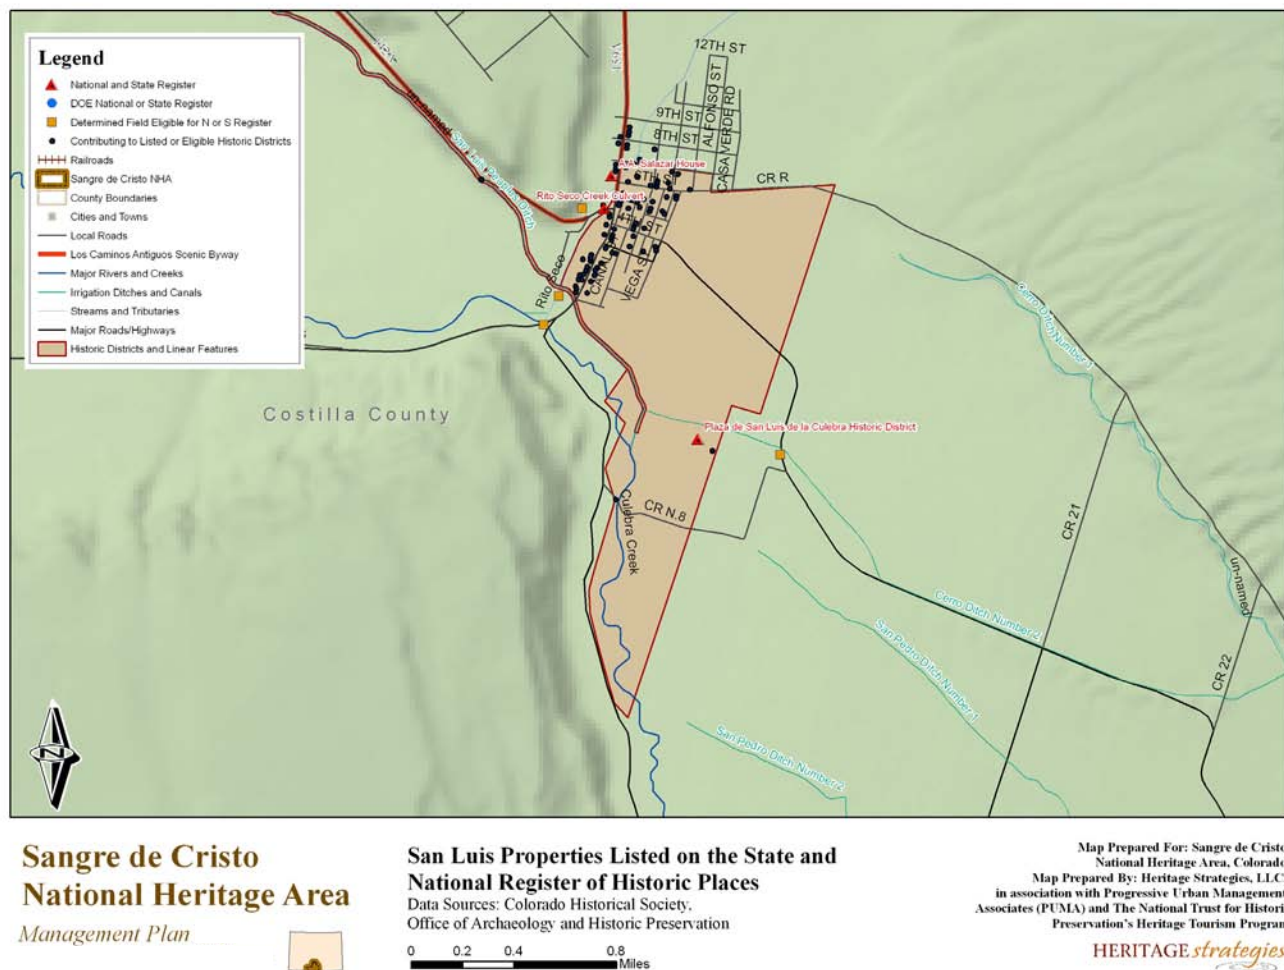 Legend
National and State Register
DOE National or State Register
Determined Field Eligible for N or S Register
Contributing to Listed or Eligible Historic Districts
Railroads
Sangre de Cristo NHA
County Boundaries
Cities and Towns
Local Roads
Los Caminos Antiguos Scenic Byway
Major Rivers and Creeks
Irrigation Ditches and Canals
Streams and Tributaries
Major Roads/Highways
Historic Districts and Linear Features
12TH ST
ALFONSO ST
CASA VERDE RD
9TH ST
8TH ST
un-named
San Luis Peoples Ditch
A.A. Salazar House
CR R
Rito Seco Creek Culvert
Rito Seco
CANAL
VEGA ST
Cerro Ditch Number 1
Costilla County
Plaza de San Luis de la Culebra Historic District
Culebra Creek
CR N.8
CR 21
un-named
Cerro Ditch Number 2
San Pedro Ditch Number 1
CR 22
San Pedro Ditch Number 2
N
Sangre de Cristo
National Heritage Area
Management Plan
San Luis Properties Listed on the State and
National Register of Historic Places
Data Sources: Colorado Historical Society,
Office of Archaeology and Historic Preservation
0 0.2 0.4 0.8
Miles
Map Prepared For: Sangre de Cristo
National Heritage Area, Colorado
Map Prepared By: Heritage Strategies, LLC
in association with Progressive Urban Management
Associates (PUMA) and The National Trust for Histori
Preservation's Heritage Tourism Program
HERITAGE strategies